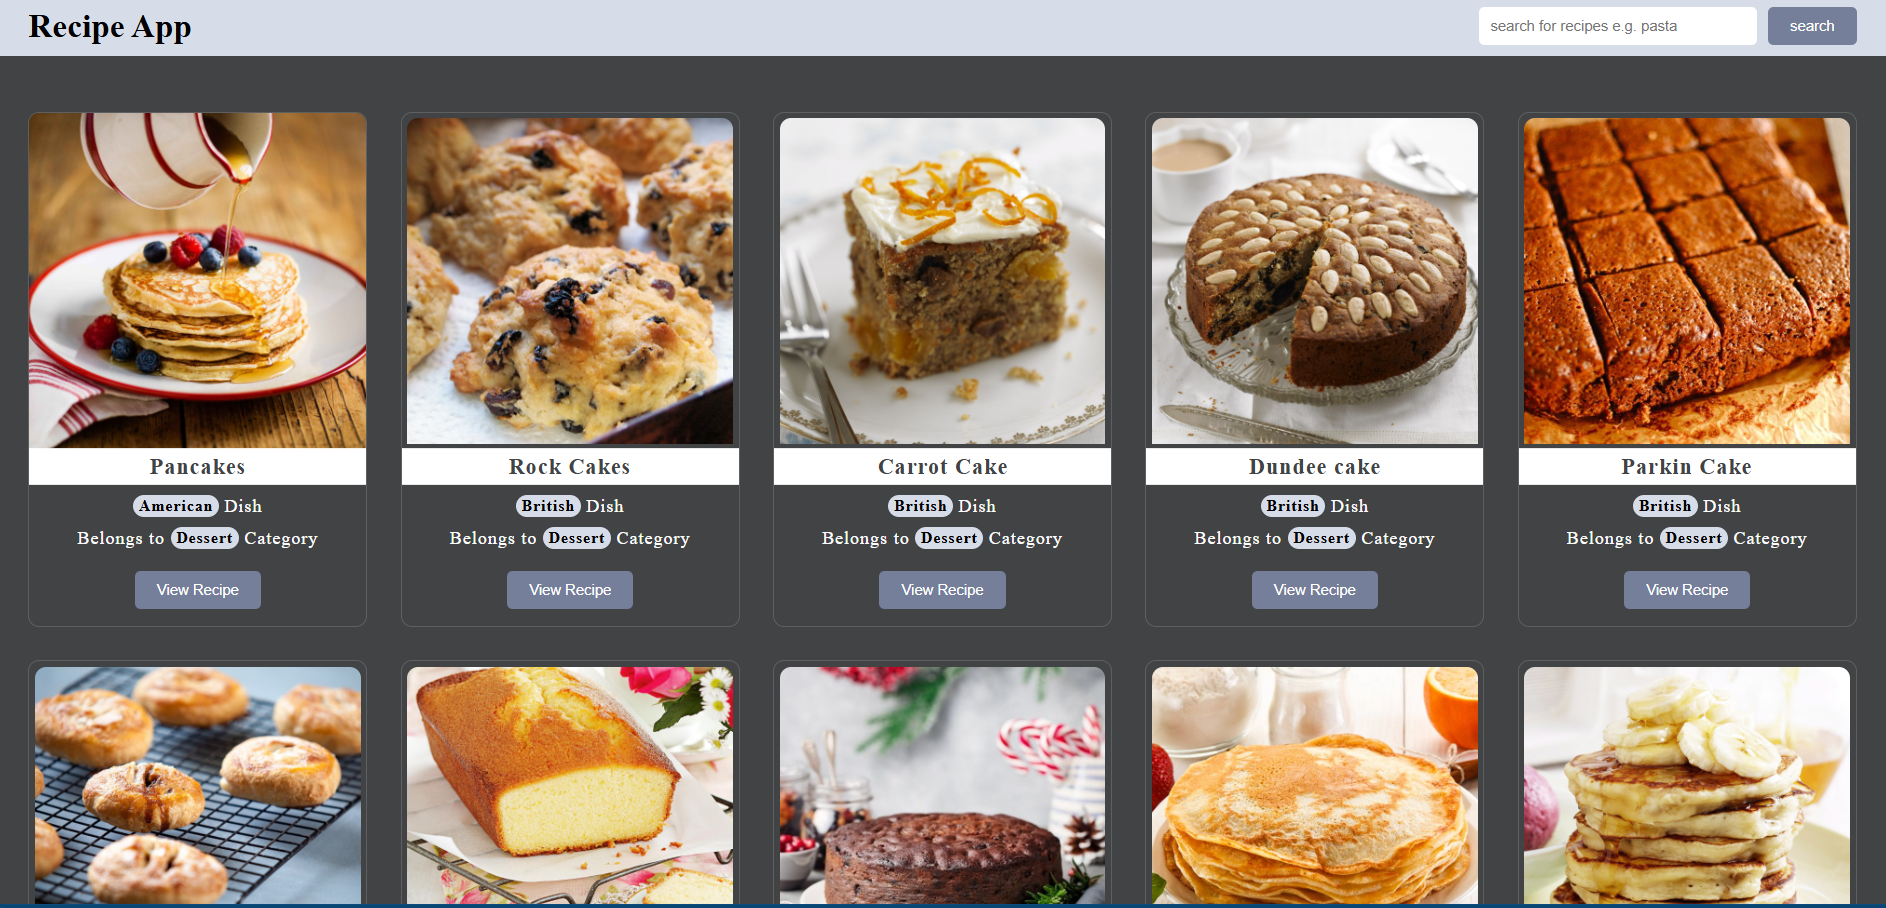 Recipe App
search for recipes e.g. pasta
search
Pancakes
American Dish
Belongs to Dessert Category
View Recipe
Rock Cakes
British Dish
Belongs to Dessert Category
View Recipe
Carrot Cake
British Dish
Belongs to Dessert Category
View Recipe
Dundee cake
British Dish
Belongs to Dessert Category
View Recipe
Parkin Cake
British Dish
Belongs to Dessert Category
View Recipe